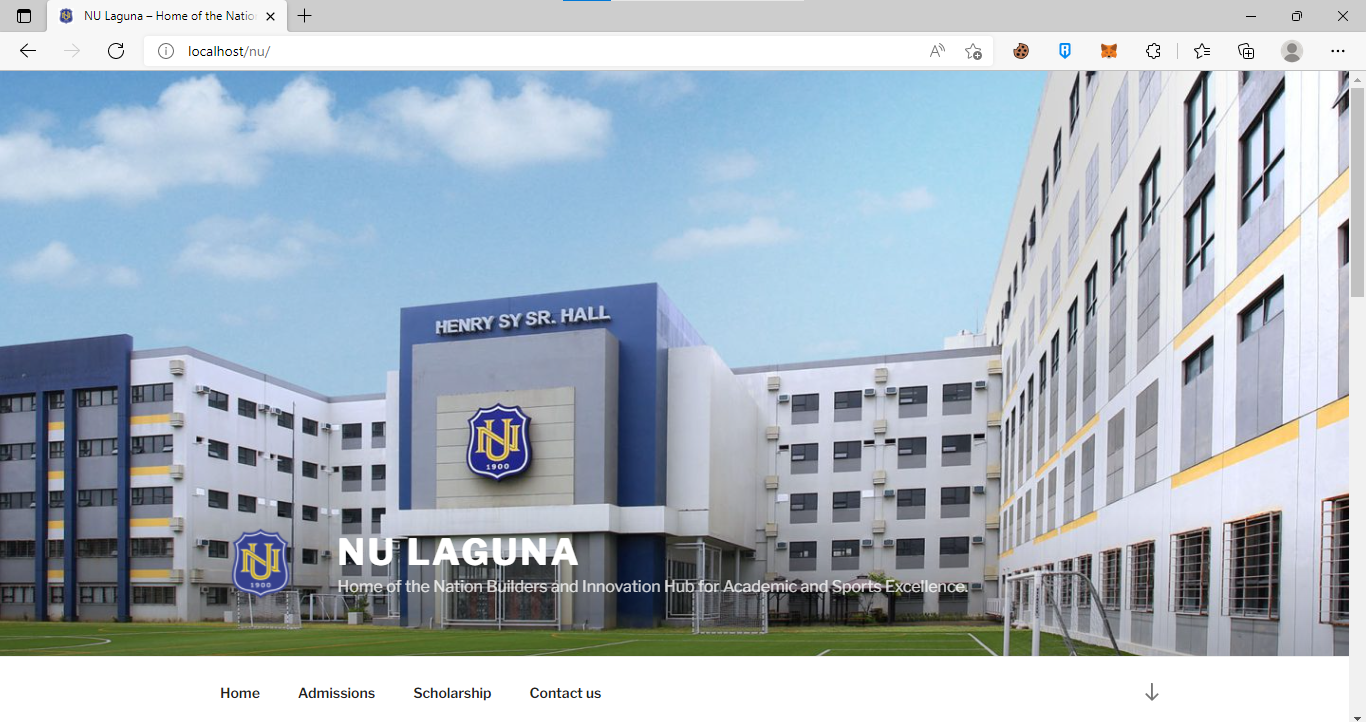 NU Laguna – Home of the Natio
localhost/nu/
HENRY SY SR. HALL
NU
1900
NU
1900
NU LAGUNA
Home of the Nation Builders and Innovation Hub for Academic and Sports Excellence.
Home Admissions Scholarship Contact us